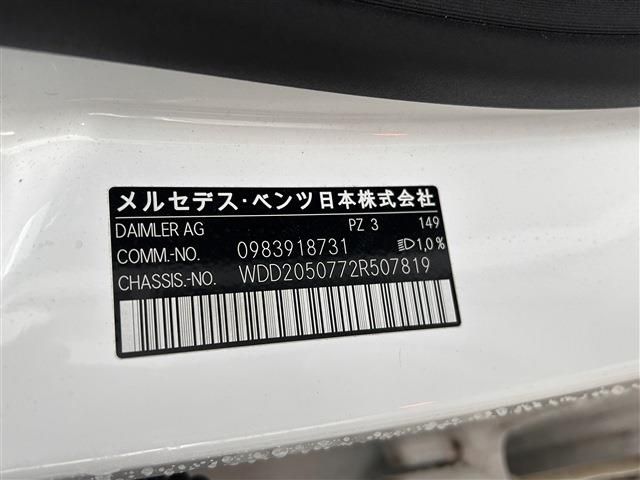 メルセデス・ベンツ日本株式会社
DAIMLER AG PZ 3 149
COMM.-NO. 0983918731 1,0%
CHASSIS.-NO. WDD2050772R507819